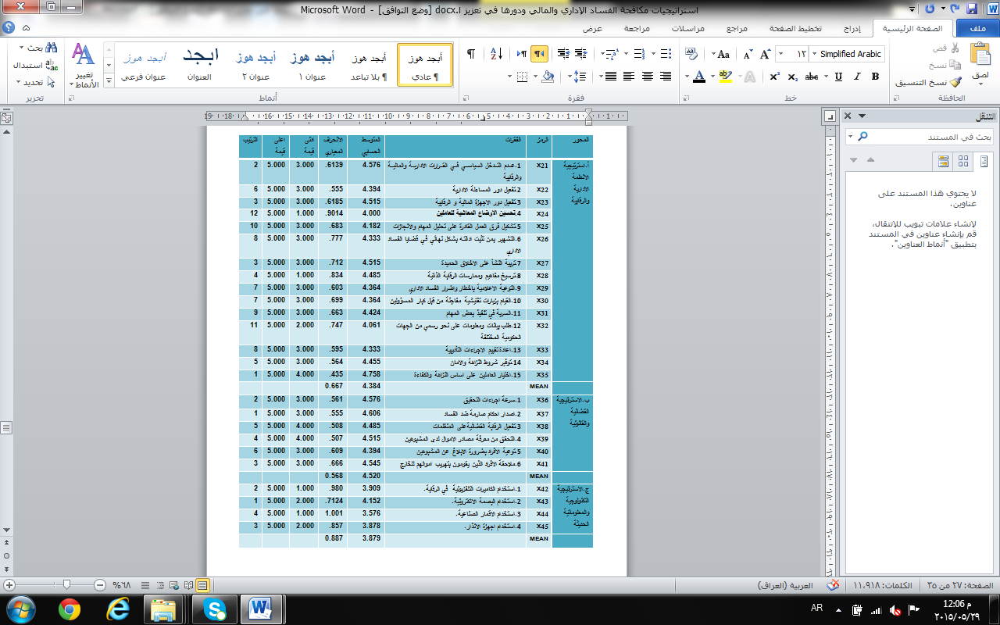 استراتيجيات مكافحة الفساد الإداري والمالي ودورها في تعزيز ا.docx [وضع التوافق] - Microsoft Word
ملف الصفحة الرئيسية إدراج تخطيط الصفحة مراجع مراسلات مراجعة عرض
لصق قص نسخ نسخ التنسيق
Simplified Arabic ١٢
أبجد هوز أبجد هوز أبجد هوز أبجد هوز أبجد أبجد هوز
¶ عادي ¶ بلا تباعد عنوان ١ عنوان ٢ العنوان عنوان فرعي
تغيير الأنماط
بحث
استبدال
تحديد
الحافظة خط فقرة أنماط تحرير
التنقل
بحث في المستند
لا يحتوي هذا المستند على
عناوين.
لإنشاء علامات تبويب للإنتقال،
قم بإنشاء عناوين في المستند
بتطبيق "أنماط العناوين".
المحور الرمز الفقرات المتوسط الحسابي الانحراف المعياري ادنى قيمة اعلى قيمة الترتيب
أ.استراتيجية الانظمة الادارية والرقابية
x21 1.عدم التدخل السياسي في القرارات الادارية والمالية والرقابية 4.576 .6139 3.000 5.000 2
x22 2.تفعيل دور المساءلة الادارية 4.394 .555 3.000 5.000 6
x23 3.تفعيل دور الاجهزة المالية و الرقابية 4.515 .6185 3.000 5.000 3
x24 4.تحسين الاوضاع المعاشية للعاملين 4.000 .9014 1.000 5.000 12
x25 5.تشكيل فرق العمل القادرة على تحليل المهام والانجازات 4.182 .683 3.000 5.000 10
x26 6.التشهير بمن تثبت ادانته بشكل نهائي في قضايا الفساد الاداري 4.333 .777 3.000 5.000 8
x27 7.تربية النشأ على الاخلاق الحميدة 4.515 .712 3.000 5.000 3
x28 8.ترسيخ مفاهيم وممارسات الرقابة الذاتية 4.485 .834 1.000 5.000 4
x29 9.التوعية الاعلامية باخطار واضرار الفساد الاداري 4.364 .603 3.000 5.000 7
x30 10.القيام بزيارات تفتيشية مفاجئة من قبل كبار المسؤولين 4.364 .699 3.000 5.000 7
x31 11.السرية في تنفيذ بعض المهام 4.424 .663 3.000 5.000 9
x32 12.طلب بيانات ومعلومات على نحو رسمي من الجهات الحكومية المختلفة 4.061 .747 2.000 5.000 11
x33 13.اعادة تقييم الاجراءات التأديبية 4.333 .595 3.000 5.000 8
x34 14.توفير شروط النزاهة والامان 4.455 .564 3.000 5.000 5
x35 15.اختيار العاملين على اساس النزاهة والكفاءة 4.758 .435 4.000 5.000 1
MEAN 4.384 0.667
ب.الاستراتيجية القضائية والقانونية
x36 1.سرعة اجراءات التحقيق 4.576 .561 3.000 5.000 2
x37 2.اصدار احكام صارمة ضد الفساد 4.606 .555 3.000 5.000 1
x38 3.تفعيل الرقابة القضائية على المنظمات 4.485 .508 4.000 5.000 5
x39 4.التحقق من معرفة مصادر الاموال لدى المشبوهين 4.515 .507 4.000 5.000 4
x40 5.توعية الافراد بضرورة الابلاغ عن المشبوهين 4.394 .609 3.000 5.000 6
x41 6.ملاحقة الافراد الذين يقومون بتهريب اموالهم للخارج 4.545 .666 3.000 5.000 3
MEAN 4.520 0.568
ج.الاستراتيجية التكنولوجية والمعلوماتية الحديثة
x42 1.استخدام الكاميرات التلفزيونية في الرقابة. 3.909 .980 1.000 5.000 2
x43 2.استخدام البصمة الالكترونية. 4.152 .7124 2.000 5.000 1
x44 3.استخدام الاقمار الصناعية. 3.576 1.001 1.000 5.000 4
x45 4.استخدام اجهزة الانذار. 3.878 .857 2.000 5.000 3
MEAN 3.879 0.887
الصفحة: ٢٧ من ٣٥ الكلمات: ١١،٩١٨ العربية (العراق) ٦٨%
AR 12:06 م
٢٠١٥/٠٥/٢٩